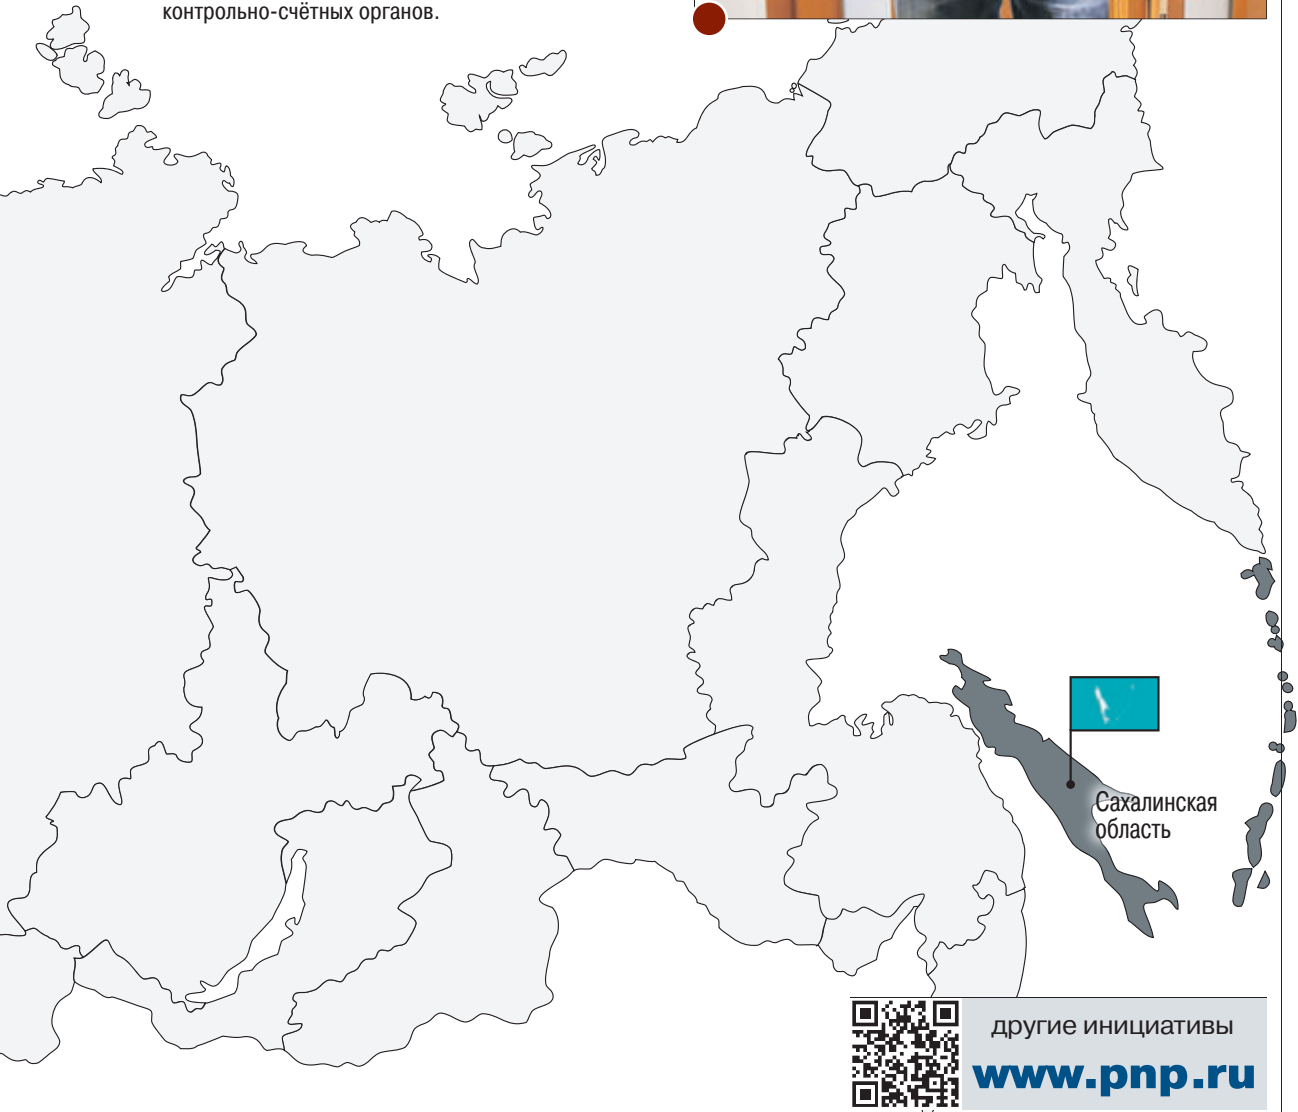 контрольно-счётных органов.
Сахалинская
область
другие инициативы
www.pnp.ru